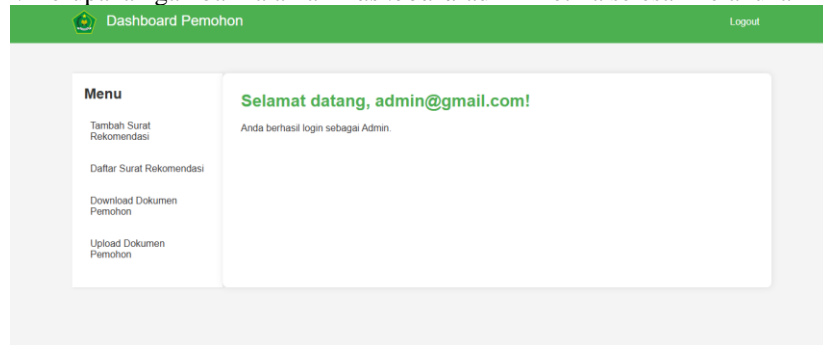 Dashboard Pemohon
Logout
Menu
Tambah Surat
Rekomendasi
Daftar Surat Rekomendasi
Download Dokumen
Pemohon
Upload Dokumen
Pemohon
Selamat datang, admin@gmail.com!
Anda berhasil login sebagai Admin.